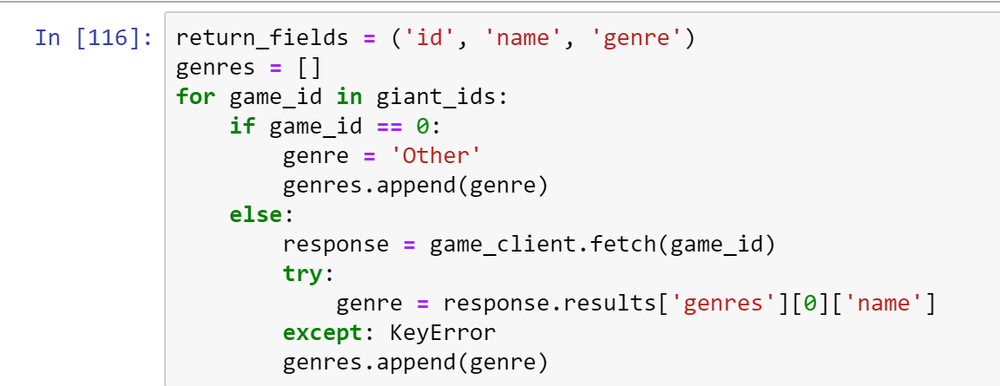 In [116]: return_fields = ('id', 'name', 'genre')
genres = []
for game_id in giant_ids:
    if game_id == 0:
        genre = 'Other'
        genres.append(genre)
    else:
        response = game_client.fetch(game_id)
        try:
            genre = response.results['genres'][0]['name']
        except: KeyError
        genres.append(genre)